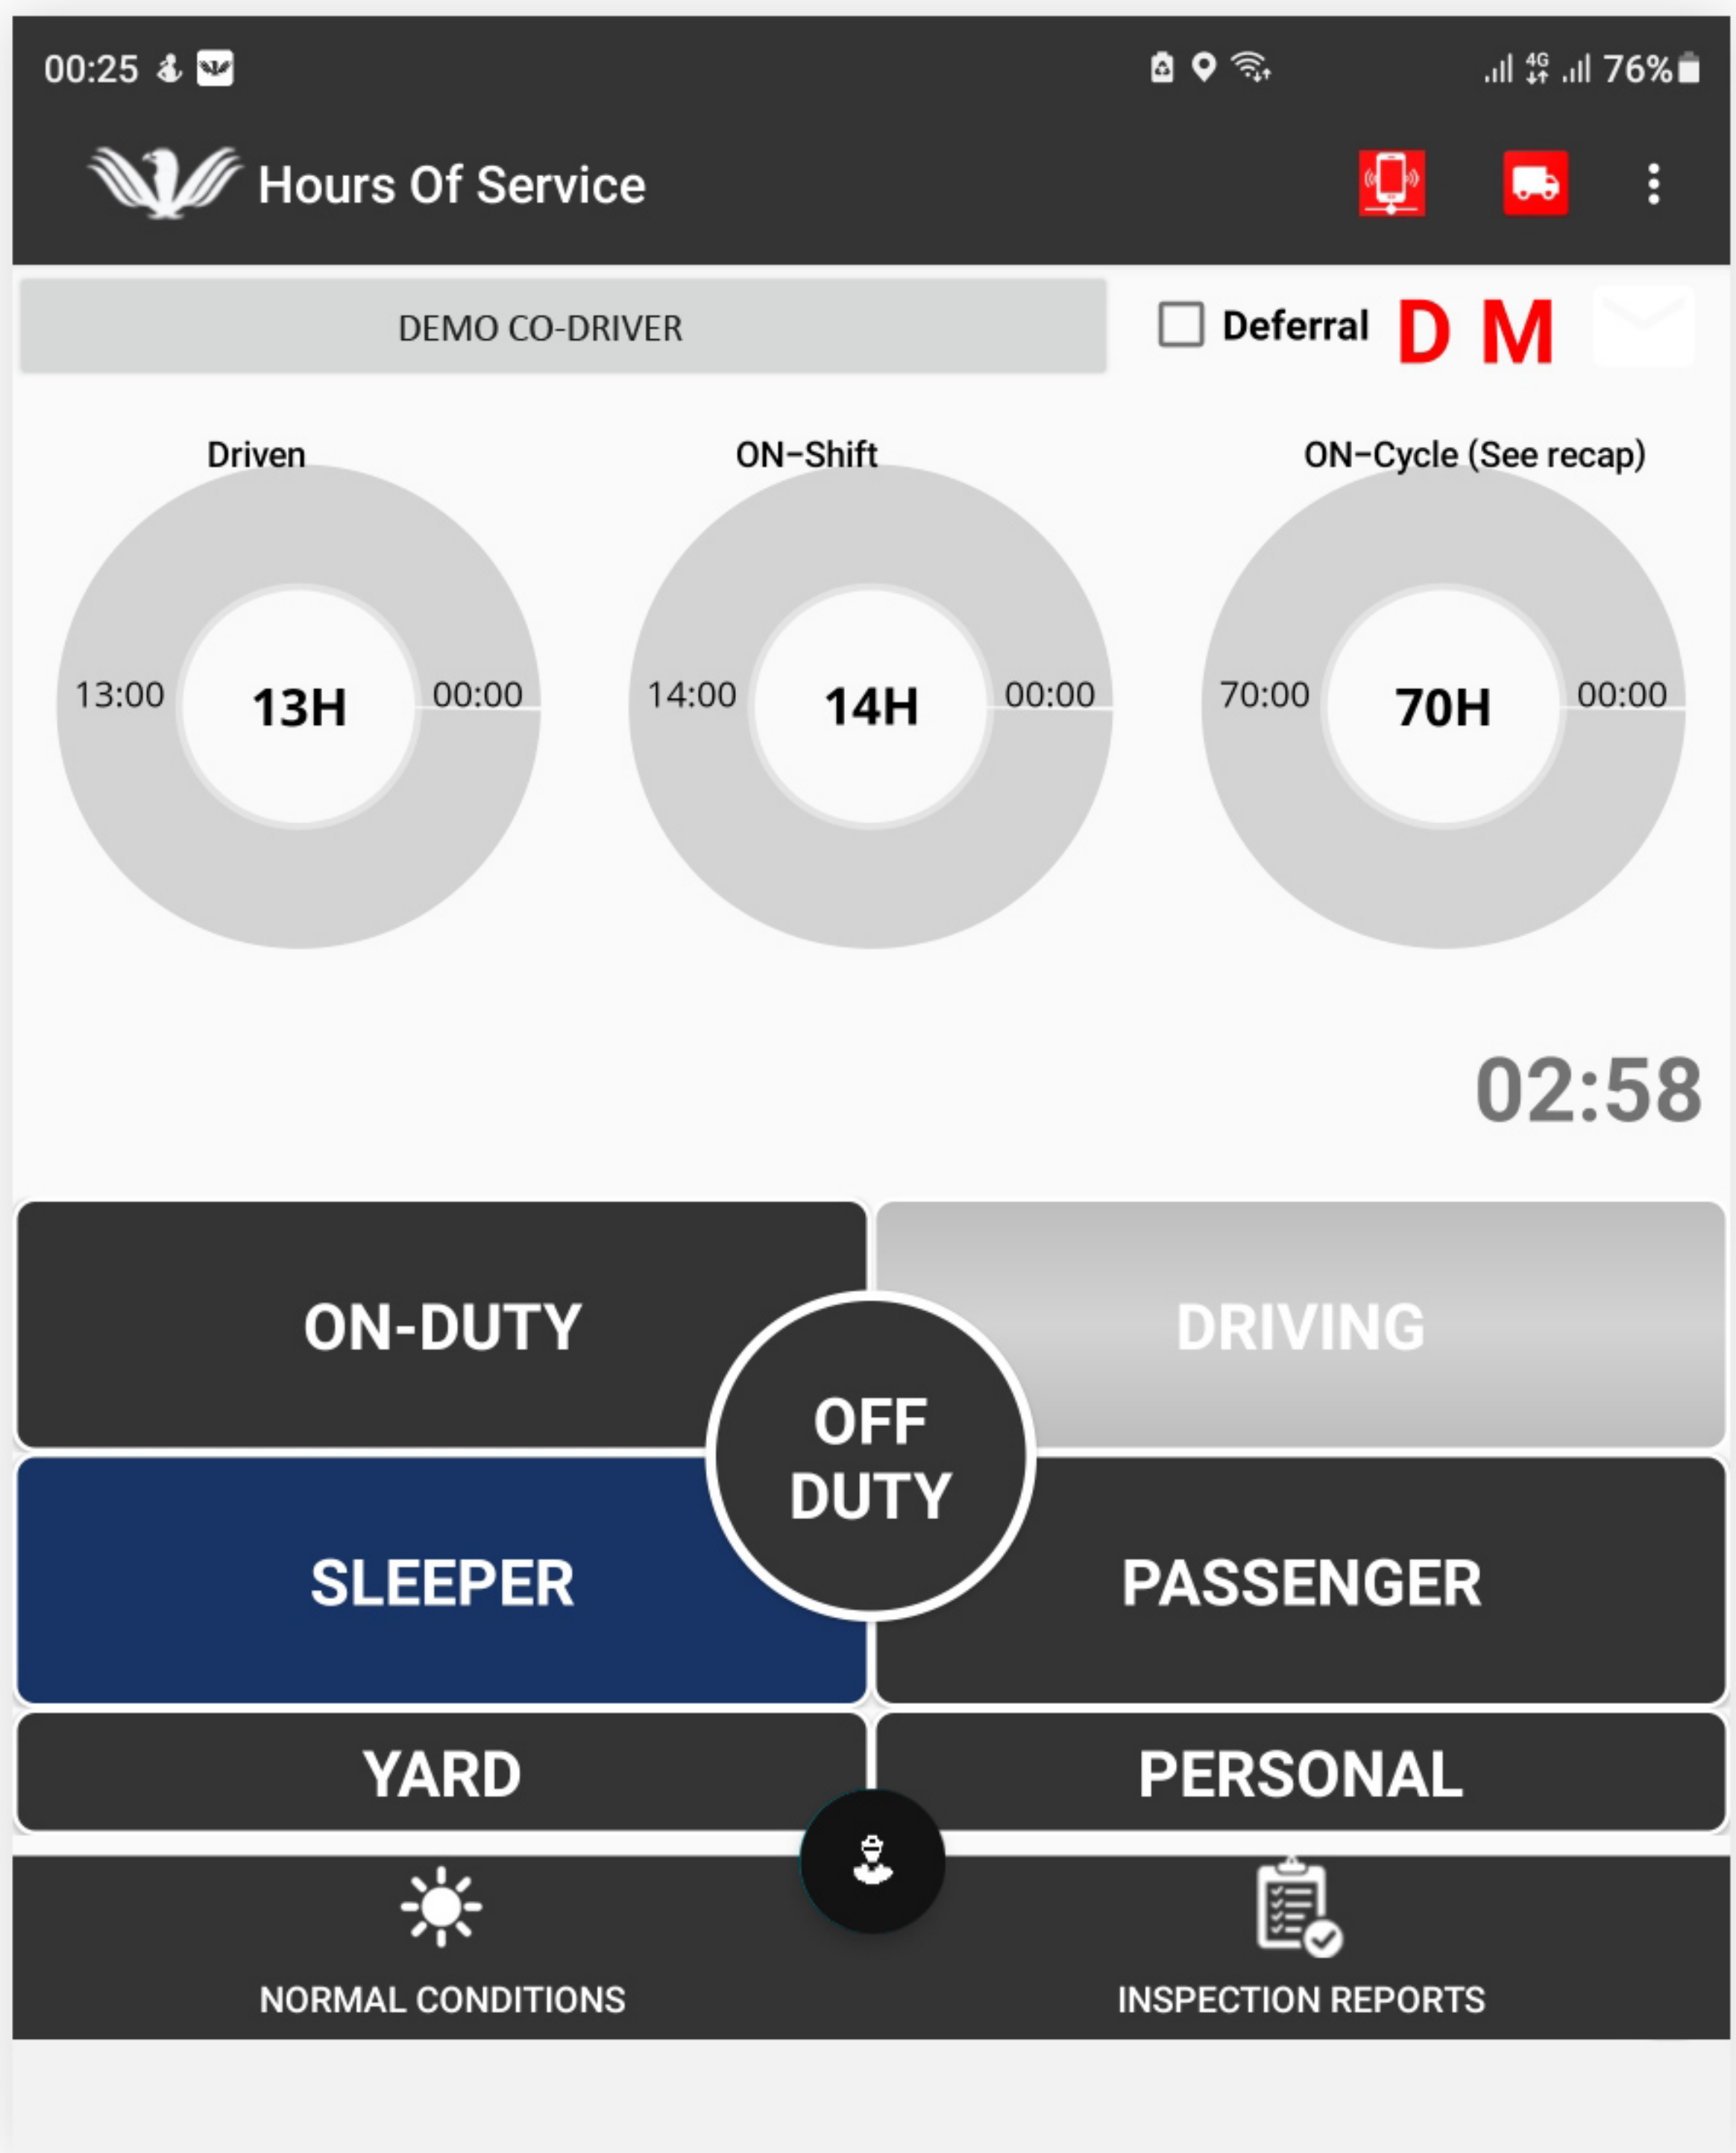 00:25
4G 76%
Hours Of Service
DEMO CO-DRIVER
Deferral D M
Driven
ON-Shift
ON-Cycle (See recap)
13:00 13H 00:00
14:00 14H 00:00
70:00 70H 00:00
02:58
ON-DUTY
DRIVING
OFF
DUTY
SLEEPER
PASSENGER
YARD
PERSONAL
NORMAL CONDITIONS
INSPECTION REPORTS